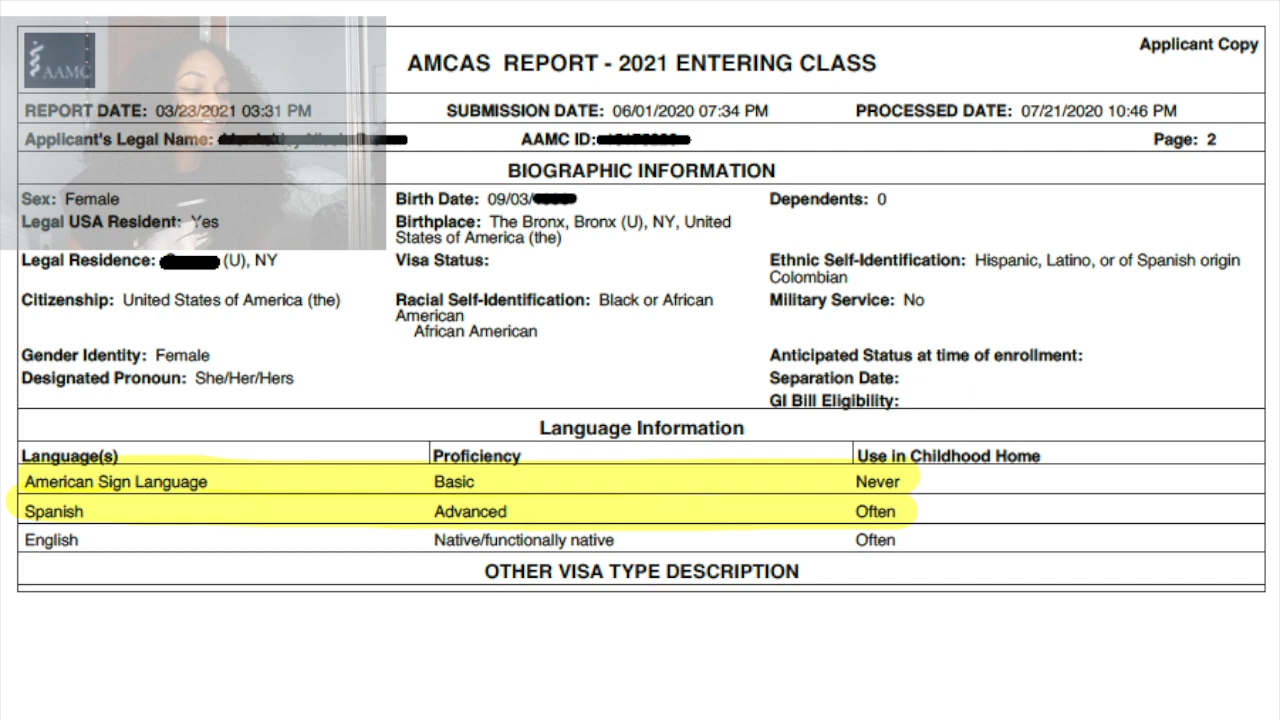 Applicant Copy
AAMC
AMCAS REPORT - 2021 ENTERING CLASS
REPORT DATE: 03/23/2021 03:31 PM SUBMISSION DATE: 06/01/2020 07:34 PM PROCESSED DATE: 07/21/2020 10:46 PM
Applicant's Legal Name: AAMC ID: Page: 2
BIOGRAPHIC INFORMATION
Sex: Female Birth Date: 09/03/ Dependents: 0
Legal USA Resident: Yes Birthplace: The Bronx, Bronx (U), NY, United
States of America (the)
Legal Residence: (U), NY Visa Status: Ethnic Self-Identification: Hispanic, Latino, or of Spanish origin
Colombian
Citizenship: United States of America (the) Racial Self-Identification: Black or African Military Service: No
American
African American
Gender Identity: Female Anticipated Status at time of enrollment:
Designated Pronoun: She/Her/Hers Separation Date:
GI Bill Eligibility:
Language Information
Language(s) Proficiency Use in Childhood Home
American Sign Language Basic Never
Spanish Advanced Often
English Native/functionally native Often
OTHER VISA TYPE DESCRIPTION